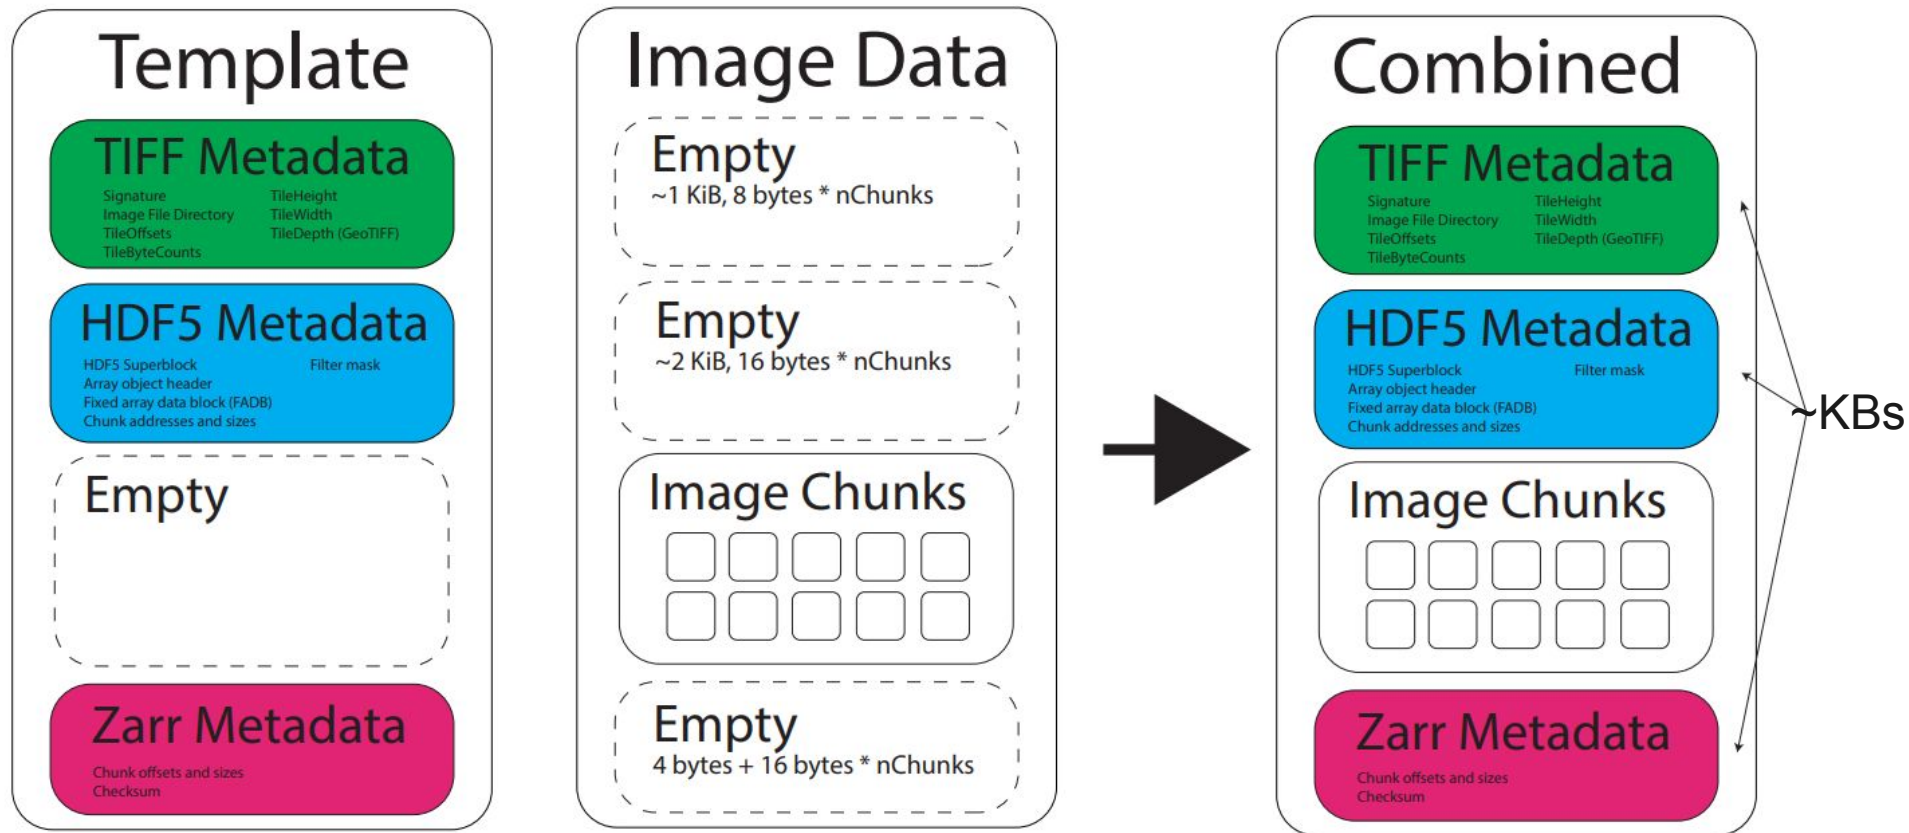 Template
TIFF Metadata
Signature
Image File Directory
TileOffsets
TileByteCounts
TileHeight
TileWidth
TileDepth (GeoTIFF)
HDF5 Metadata
HDF5 Superblock
Array object header
Fixed array data block (FADB)
Chunk addresses and sizes
Filter mask
Empty
Zarr Metadata
Chunk offsets and sizes
Checksum
Image Data
Empty
~1 KiB, 8 bytes * nChunks
Empty
~2 KiB, 16 bytes * nChunks
Image Chunks
Empty
4 bytes + 16 bytes * nChunks
Combined
TIFF Metadata
Signature
Image File Directory
TileOffsets
TileByteCounts
TileHeight
TileWidth
TileDepth (GeoTIFF)
HDF5 Metadata
HDF5 Superblock
Array object header
Fixed array data block (FADB)
Chunk addresses and sizes
Filter mask
Image Chunks
Zarr Metadata
Chunk offsets and sizes
Checksum
~KBs